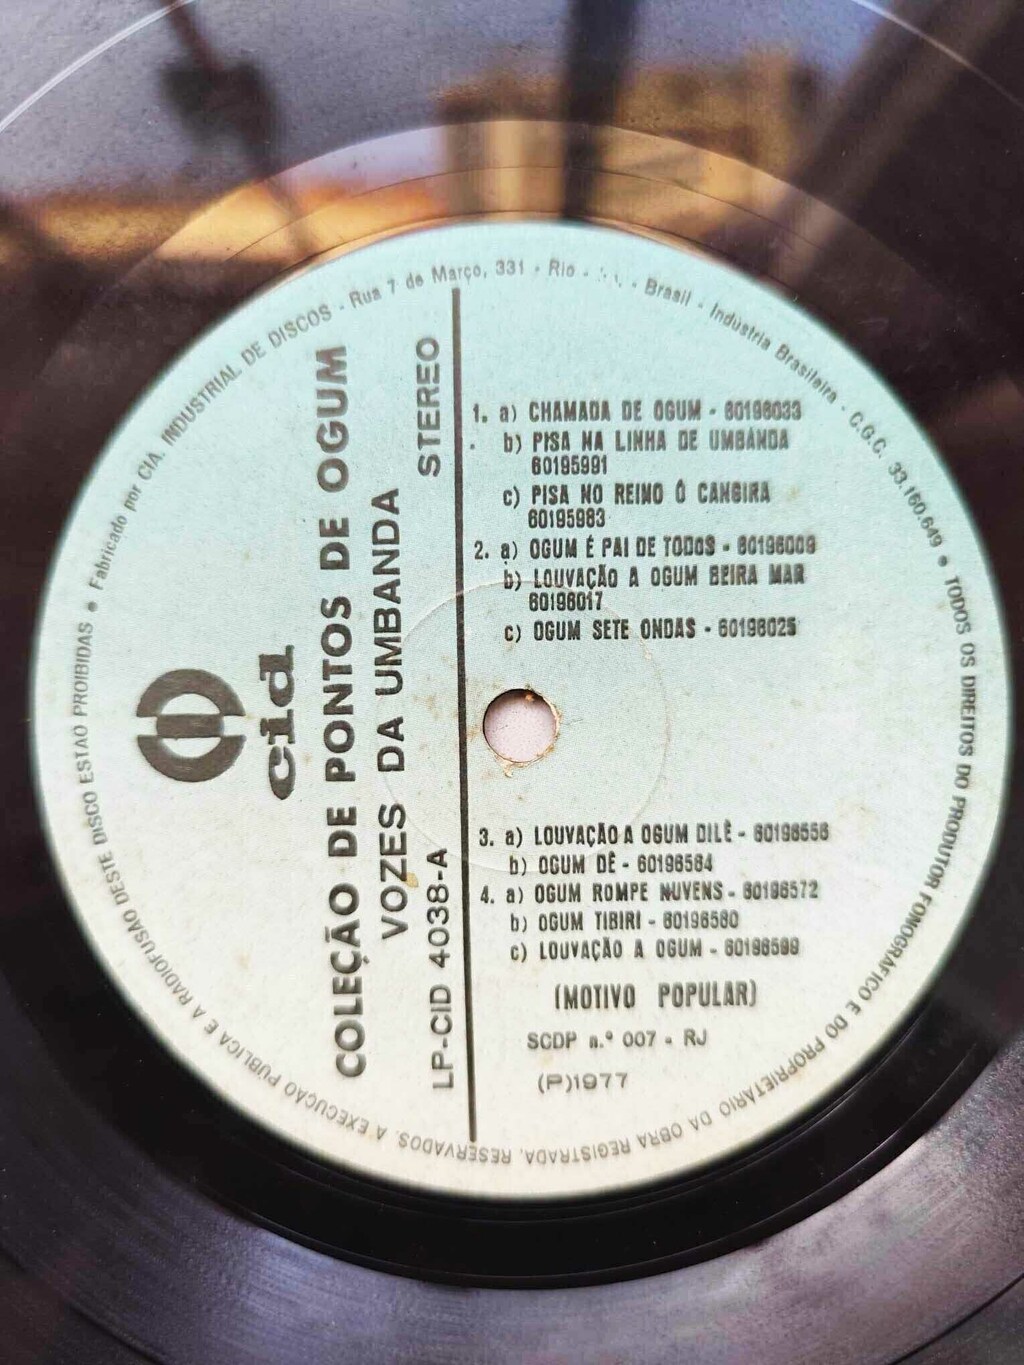 cid
COLEÇÃO DE PONTOS DE OGUM
VOZES DA UMBANDA
LP-CID 4038-A
STEREO
1. a) CHAMADA DE OGUM - 60196033
b) PISA NA LINHA DE UMBANDA
60195991
c) PISA NO REINO Ô CANGIRA
60195983
2. a) OGUM É PAI DE TODOS - 60196009
b) LOUVAÇÃO A OGUM BEIRA MAR
60196017
c) OGUM SETE ONDAS - 60196025
3. a) LOUVAÇÃO A OGUM DILÊ - 60196556
b) OGUM DÊ - 60196564
4. a) OGUM ROMPE NUVENS - 60196572
b) OGUM TIBIRI - 60196580
c) LOUVAÇÃO A OGUM - 60196599
(MOTIVO POPULAR)
SCDP n.º 007 - RJ
(P)1977
Fabricado por CIA. INDUSTRIAL DE DISCOS - Rua 7 de Março, 331 - Rio - Brasil - Indústria Brasileira - C.G.C. 33.160.649 • TODOS OS DIREITOS DO PRODUTOR FONOGRÁFICO E DO PROPRIETÁRIO DA OBRA REGISTRADA, RESERVADOS. A EXECUÇÃO PÚBLICA E A RADIOFUSÃO DESTE DISCO ESTÃO PROIBIDAS •